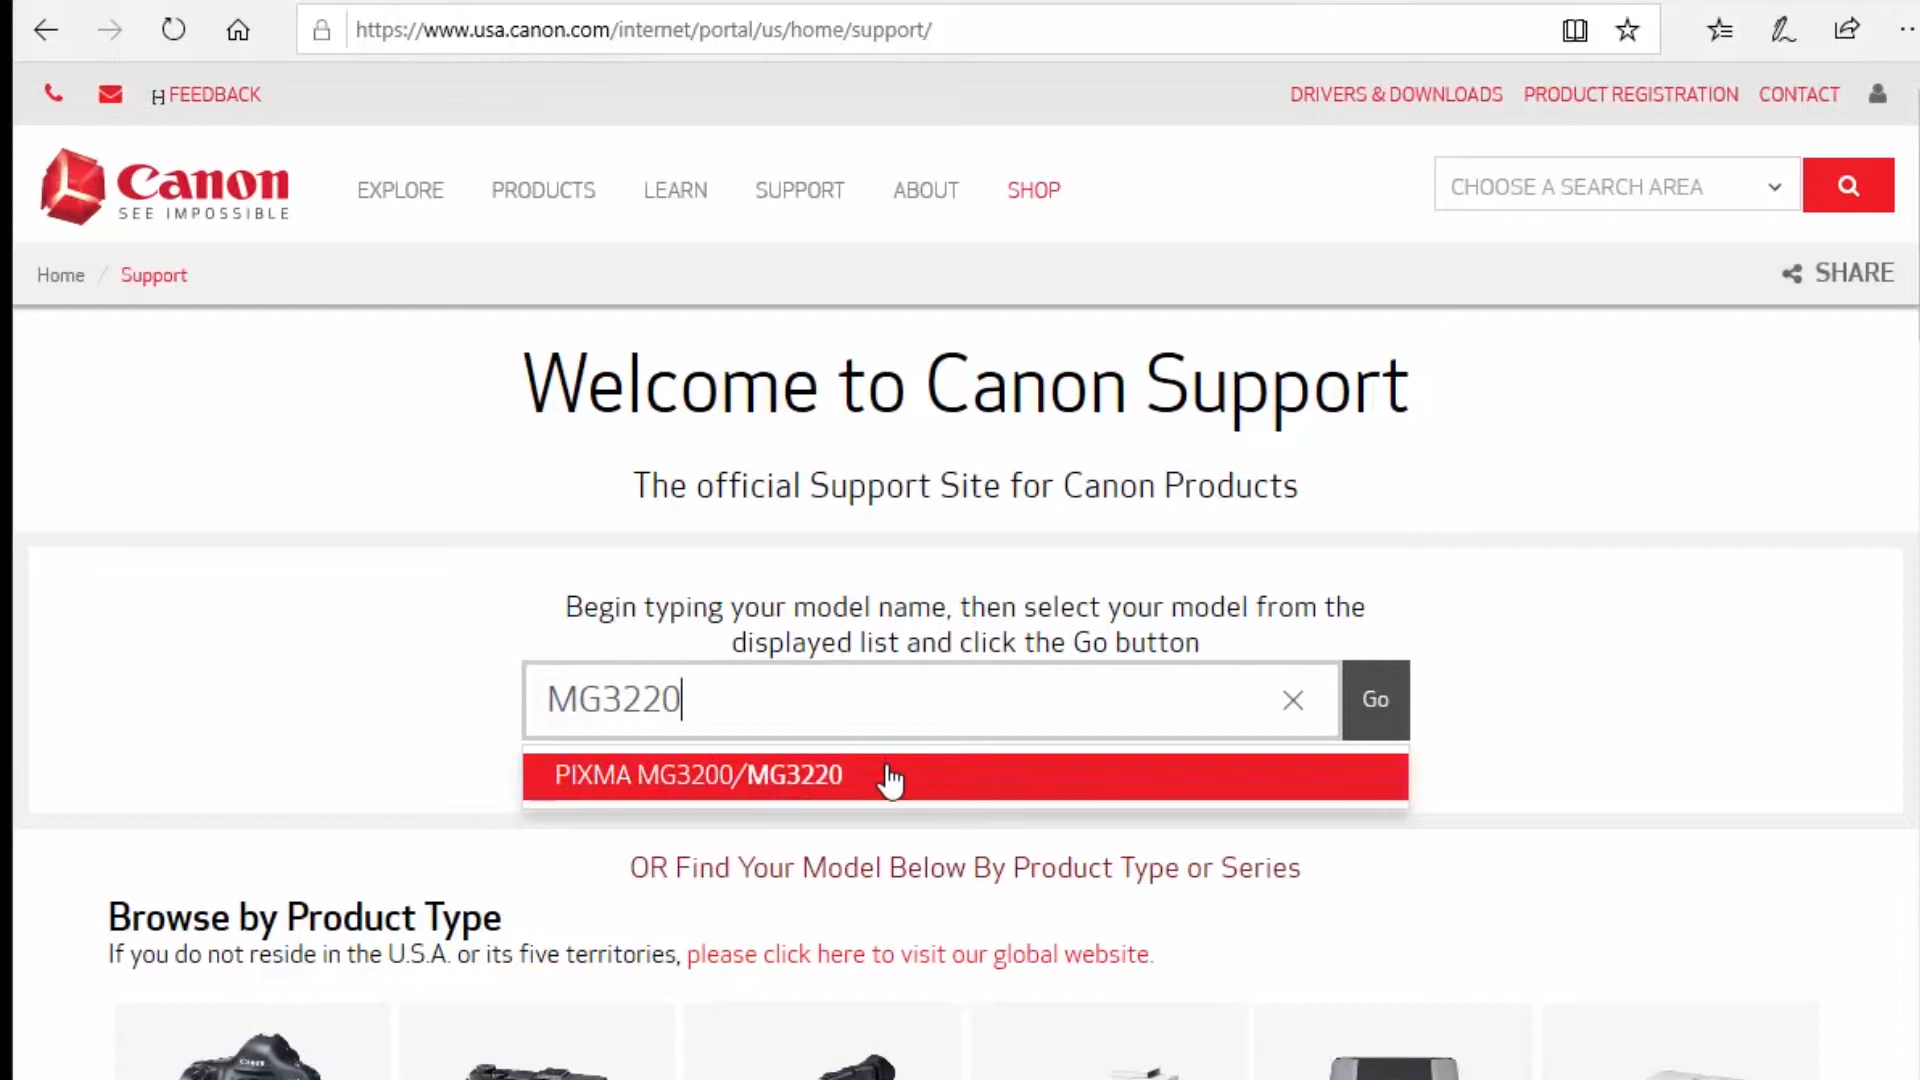 https://www.usa.canon.com/internet/portal/us/home/support/
FEEDBACK
DRIVERS & DOWNLOADS
PRODUCT REGISTRATION
CONTACT
Canon
SEE IMPOSSIBLE
EXPLORE
PRODUCTS
LEARN
SUPPORT
ABOUT
SHOP
CHOOSE A SEARCH AREA
Home / Support
SHARE
Welcome to Canon Support
The official Support Site for Canon Products
Begin typing your model name, then select your model from the
displayed list and click the Go button
MG3220
Go
PIXMA MG3200/MG3220
OR Find Your Model Below By Product Type or Series
Browse by Product Type
If you do not reside in the U.S.A. or its five territories, please click here to visit our global website.
Canon